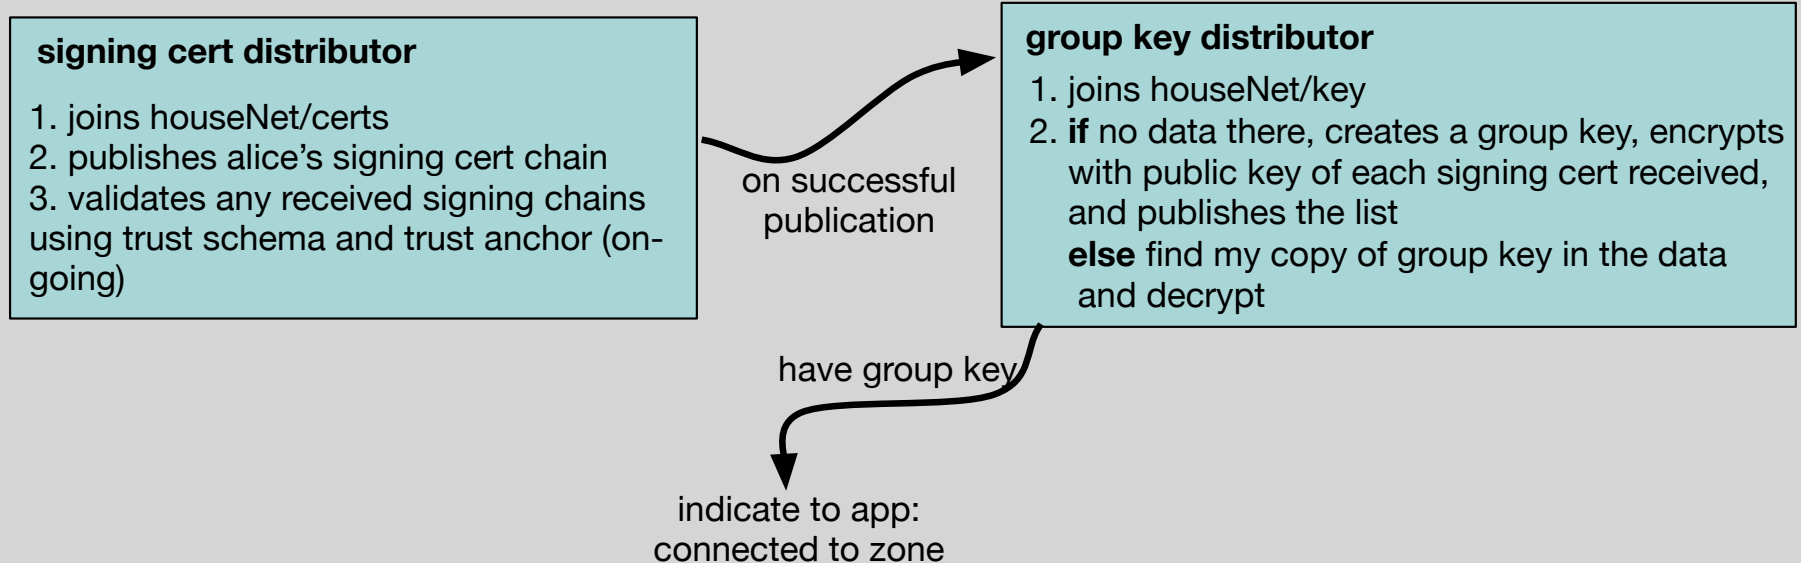 signing cert distributor
1. joins houseNet/certs
2. publishes alice's signing cert chain
3. validates any received signing chains
using trust schema and trust anchor (on-
going)
on successful
publication
group key distributor
1. joins houseNet/key
2. if no data there, creates a group key, encrypts
with public key of each signing cert received,
and publishes the list
else find my copy of group key in the data
and decrypt
have group key
indicate to app:
connected to zone